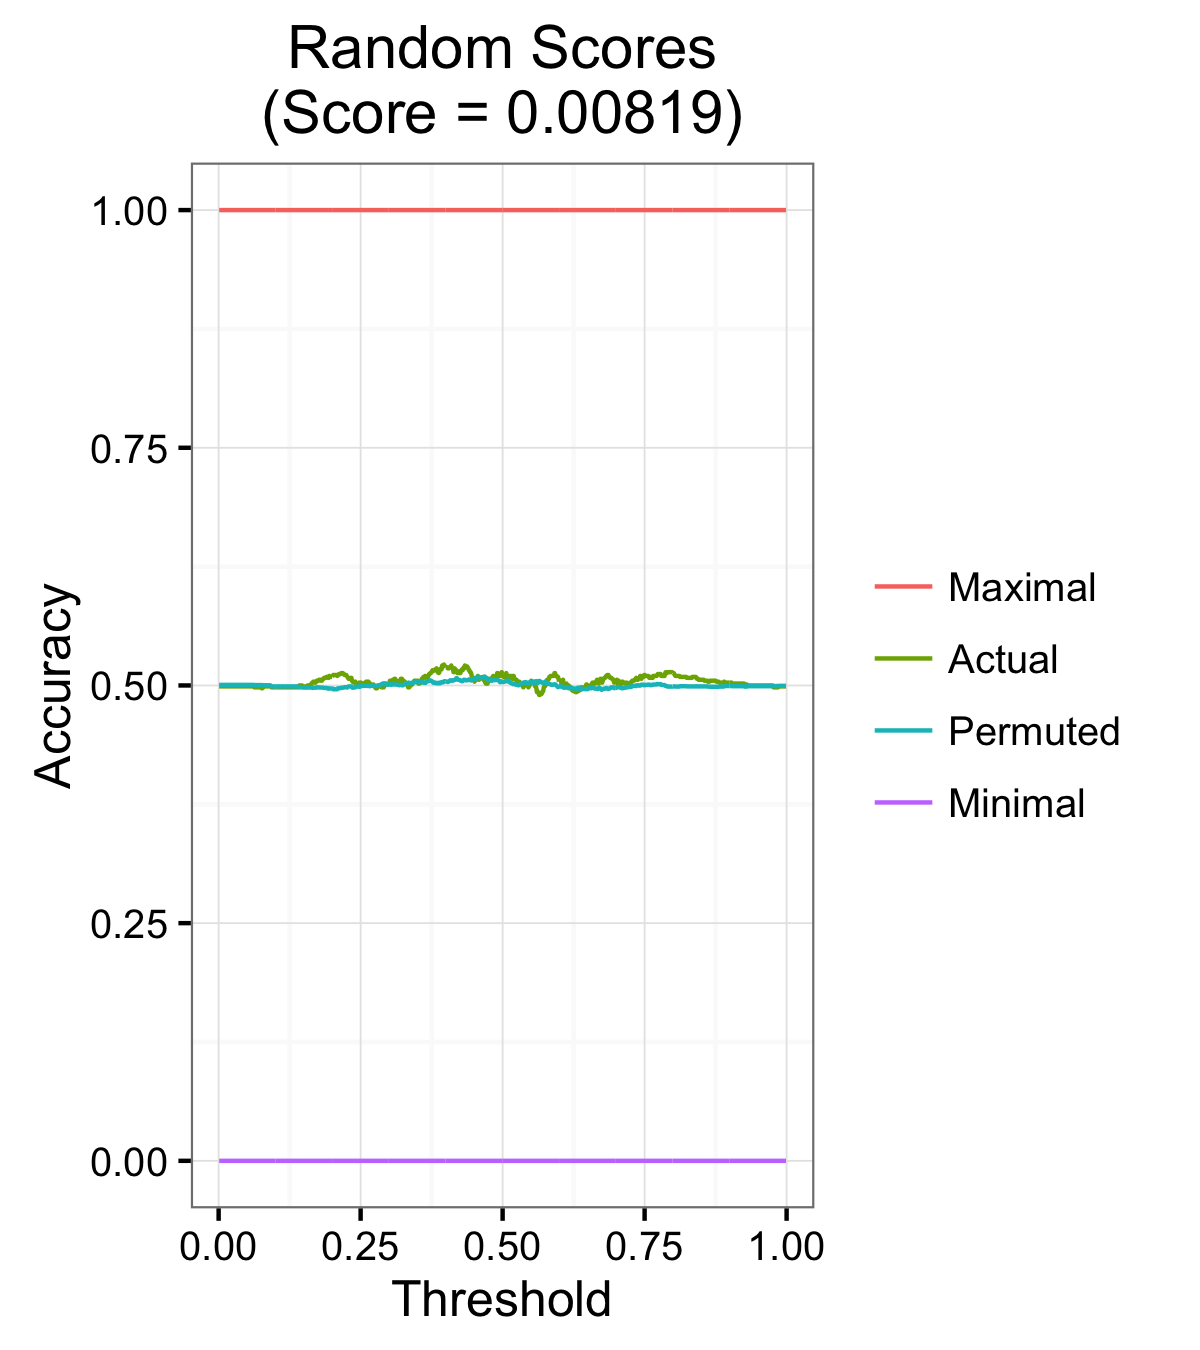 Random Scores
(Score = 0.00819)
1.00
0.75
0.50
0.25
0.00
Accuracy
0.00 0.25 0.50 0.75 1.00
Threshold
Maximal
Actual
Permuted
Minimal